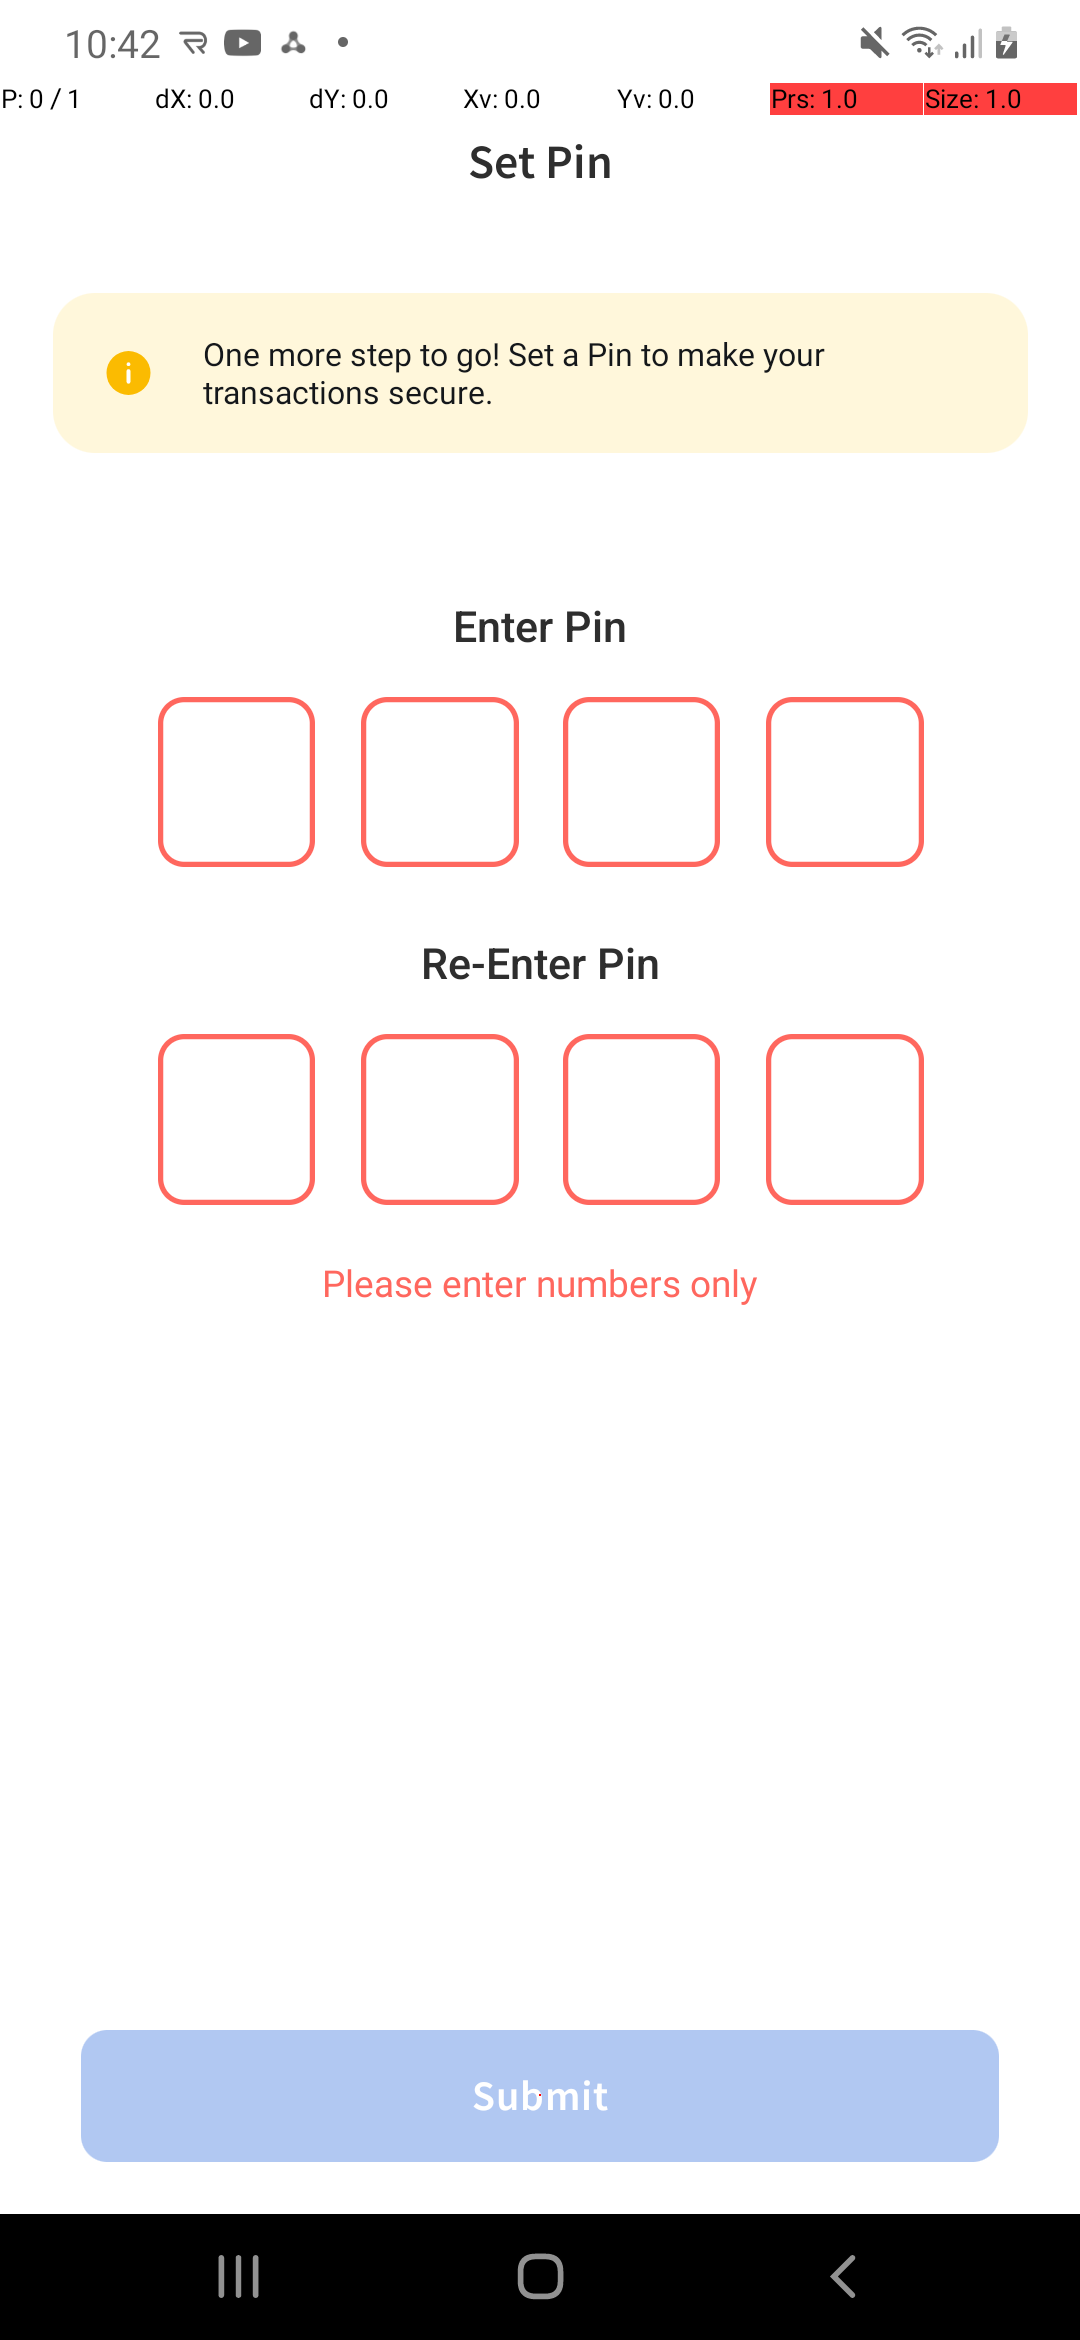 10:42
P: 0 / 1 dX: 0.0 dY: 0.0 Xv: 0.0 Yv: 0.0 Prs: 1.0 Size: 1.0
Set Pin
One more step to go! Set a Pin to make your
transactions secure.
Enter Pin
Re-Enter Pin
Please enter numbers only
Submit